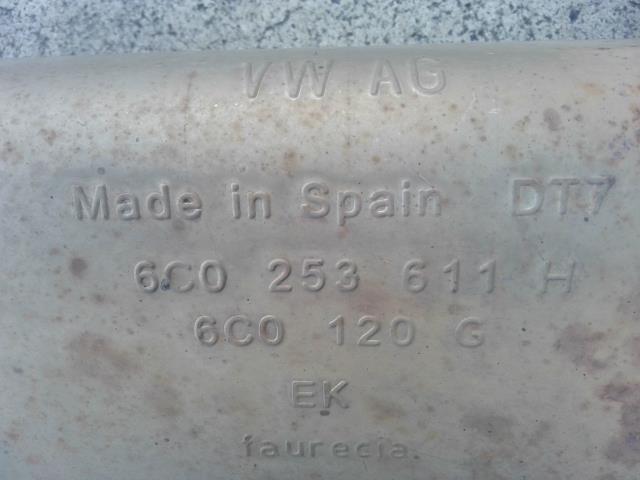 VW AG
Made in Spain DT7
6C0 253 611 H
6C0 120 G
EK
faurecia